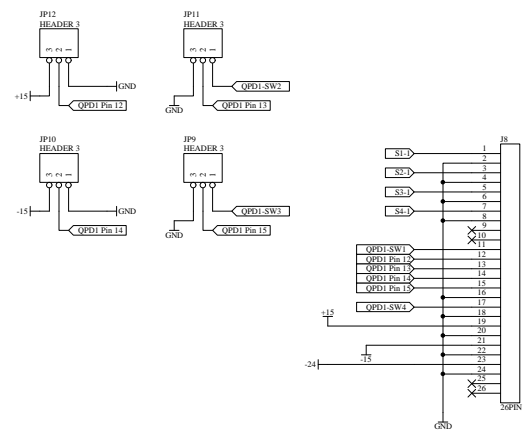 JP12
HEADER 3
3 2 1
+15
GND
QPD1 Pin 12
JP11
HEADER 3
3 2 1
QPD1-SW2
GND
QPD1 Pin 13
JP10
HEADER 3
3 2 1
-15
GND
QPD1 Pin 14
JP9
HEADER 3
3 2 1
QPD1-SW3
GND
QPD1 Pin 15
J8
S1-1 1
2
S2-1 3
4
S3-1 5
6
S4-1 7
8
9
10
QPD1-SW1 11
QPD1 Pin 12 12
QPD1 Pin 13 13
QPD1 Pin 14 14
QPD1 Pin 15 15
16
QPD1-SW4 17
18
+15 19
20
21
-15 22
-24 23
24
25
26
26PIN
GND